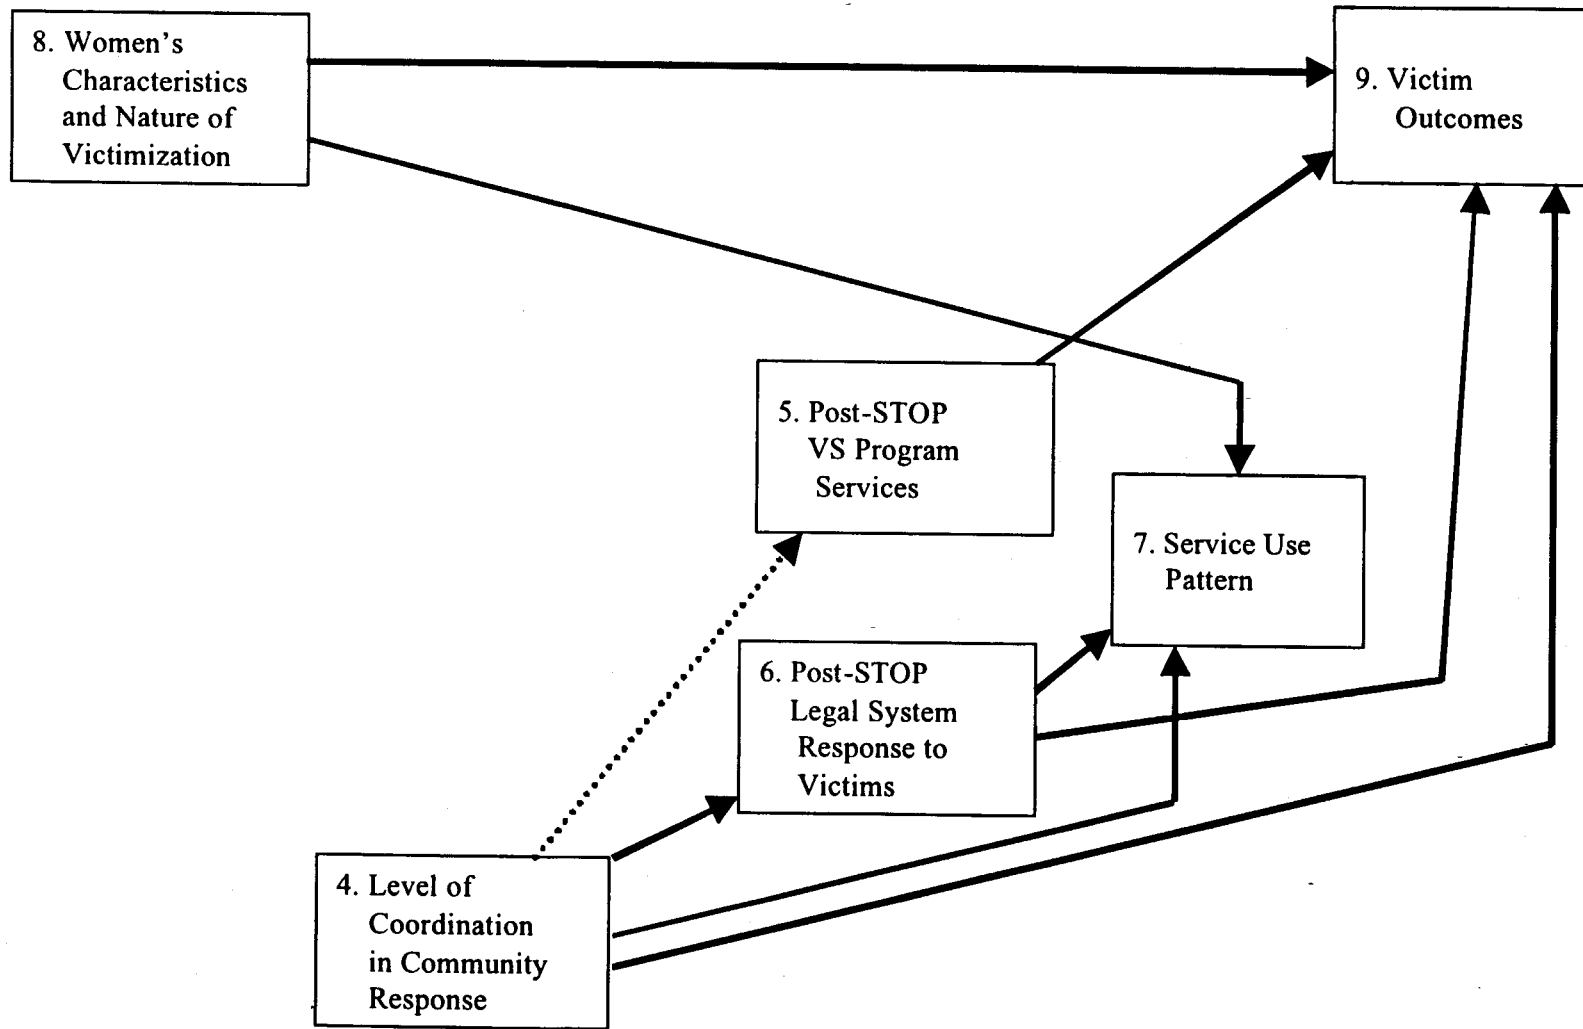 8. Women's
Characteristics
and Nature of
Victimization
9. Victim
Outcomes
5. Post-STOP
VS Program
Services
7. Service Use
Pattern
6. Post-STOP
Legal System
Response to
Victims
4. Level of
Coordination
in Community
Response